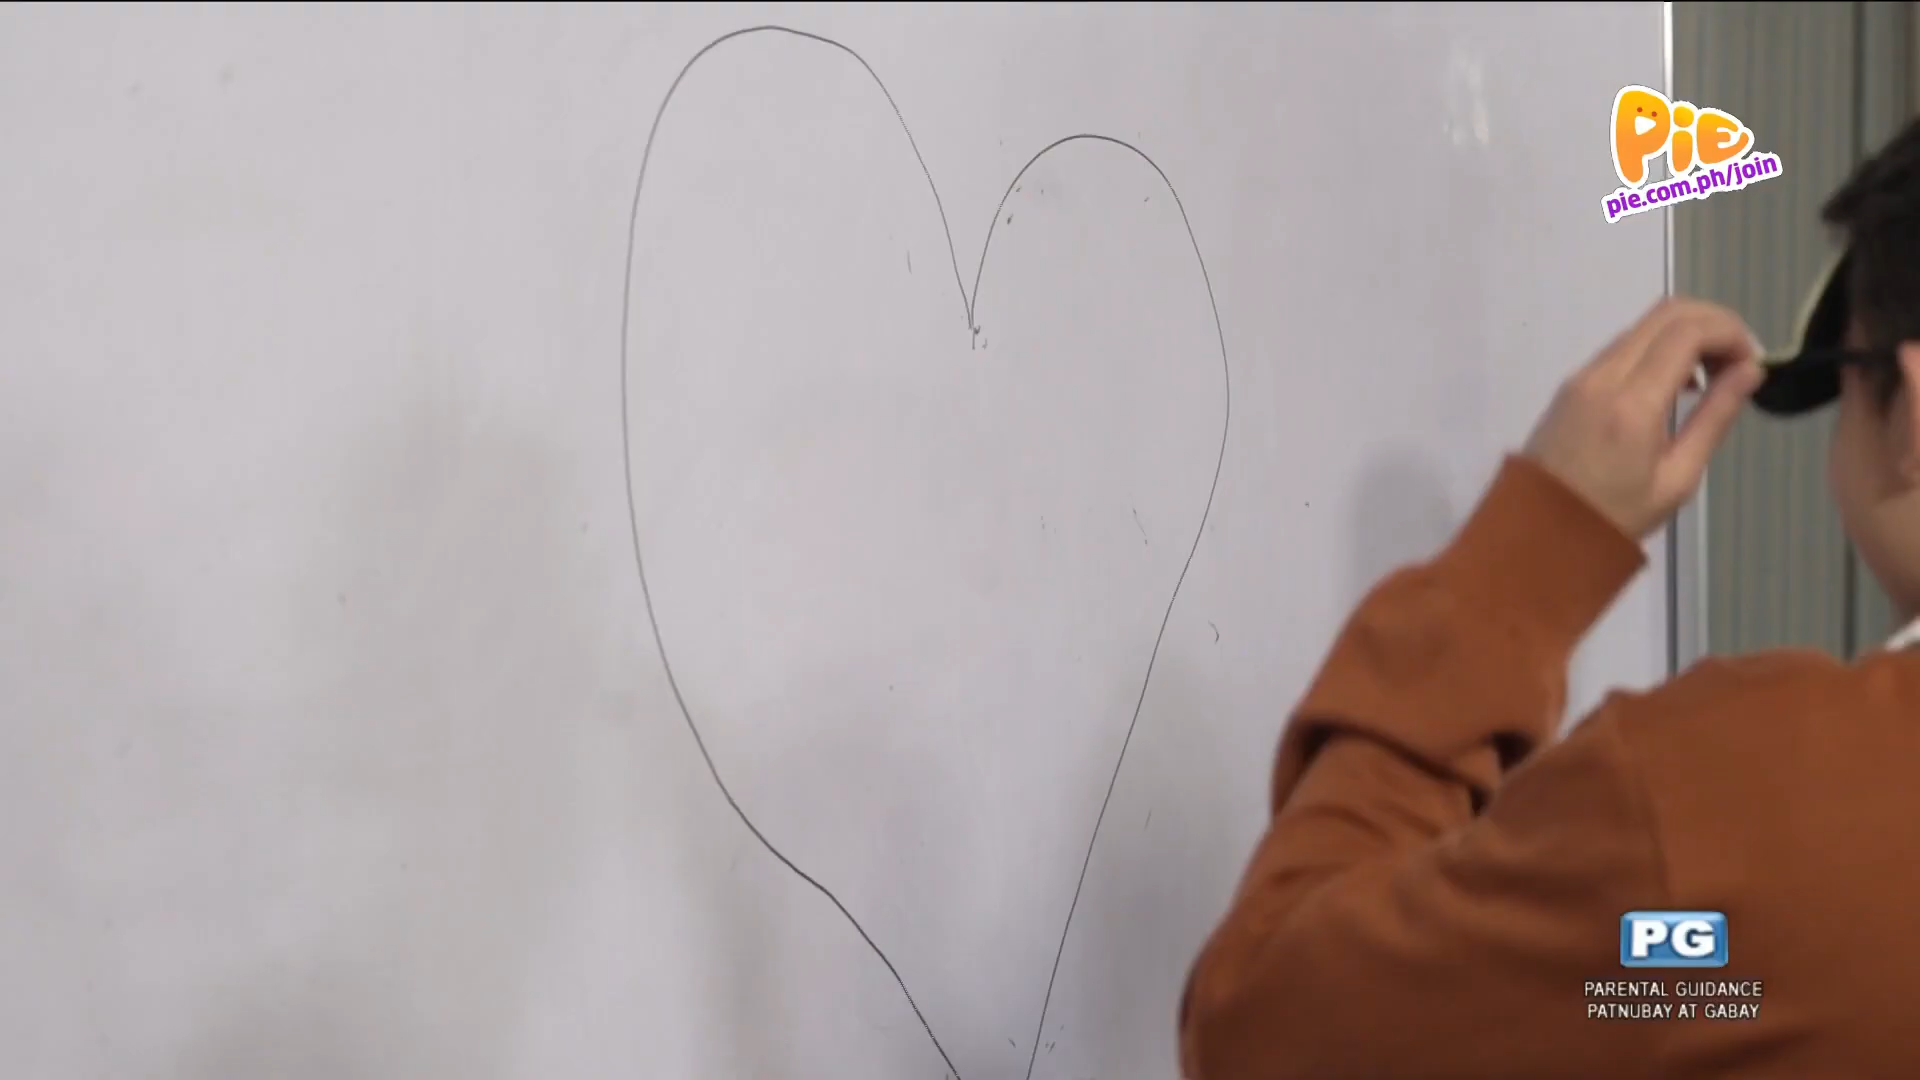 PiE
pie.com.ph/join
PG
PARENTAL GUIDANCE
PATNUBAY AT GABAY